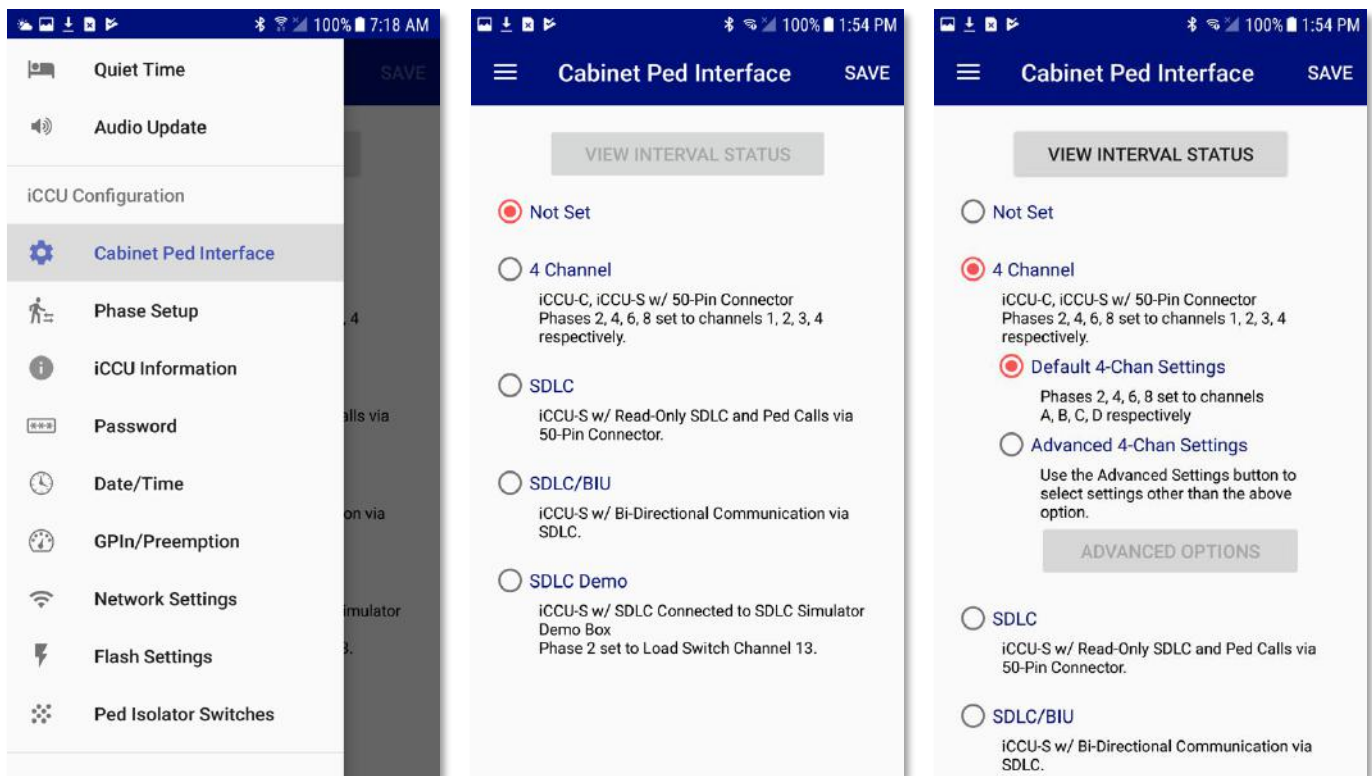 100% 7:18 AM
Quiet Time
SAVE
Audio Update
iCCU Configuration
Cabinet Ped Interface
Phase Setup
, 4
iCCU Information
Password
alls via
Date/Time
on via
GPIn/Preemption
Network Settings
imulator
Flash Settings
3.
Ped Isolator Switches
100% 1:54 PM
Cabinet Ped Interface SAVE
VIEW INTERVAL STATUS
Not Set
4 Channel
iCCU-C, iCCU-S w/ 50-Pin Connector
Phases 2, 4, 6, 8 set to channels 1, 2, 3, 4
respectively.
SDLC
iCCU-S w/ Read-Only SDLC and Ped Calls via
50-Pin Connector.
SDLC/BIU
iCCU-S w/ Bi-Directional Communication via
SDLC.
SDLC Demo
iCCU-S w/ SDLC Connected to SDLC Simulator
Demo Box
Phase 2 set to Load Switch Channel 13.
100% 1:54 PM
Cabinet Ped Interface SAVE
VIEW INTERVAL STATUS
Not Set
4 Channel
iCCU-C, iCCU-S w/ 50-Pin Connector
Phases 2, 4, 6, 8 set to channels 1, 2, 3, 4
respectively.
Default 4-Chan Settings
Phases 2, 4, 6, 8 set to channels
A, B, C, D respectively
Advanced 4-Chan Settings
Use the Advanced Settings button to
select settings other than the above
option.
ADVANCED OPTIONS
SDLC
iCCU-S w/ Read-Only SDLC and Ped Calls via
50-Pin Connector.
SDLC/BIU
iCCU-S w/ Bi-Directional Communication via
SDLC.